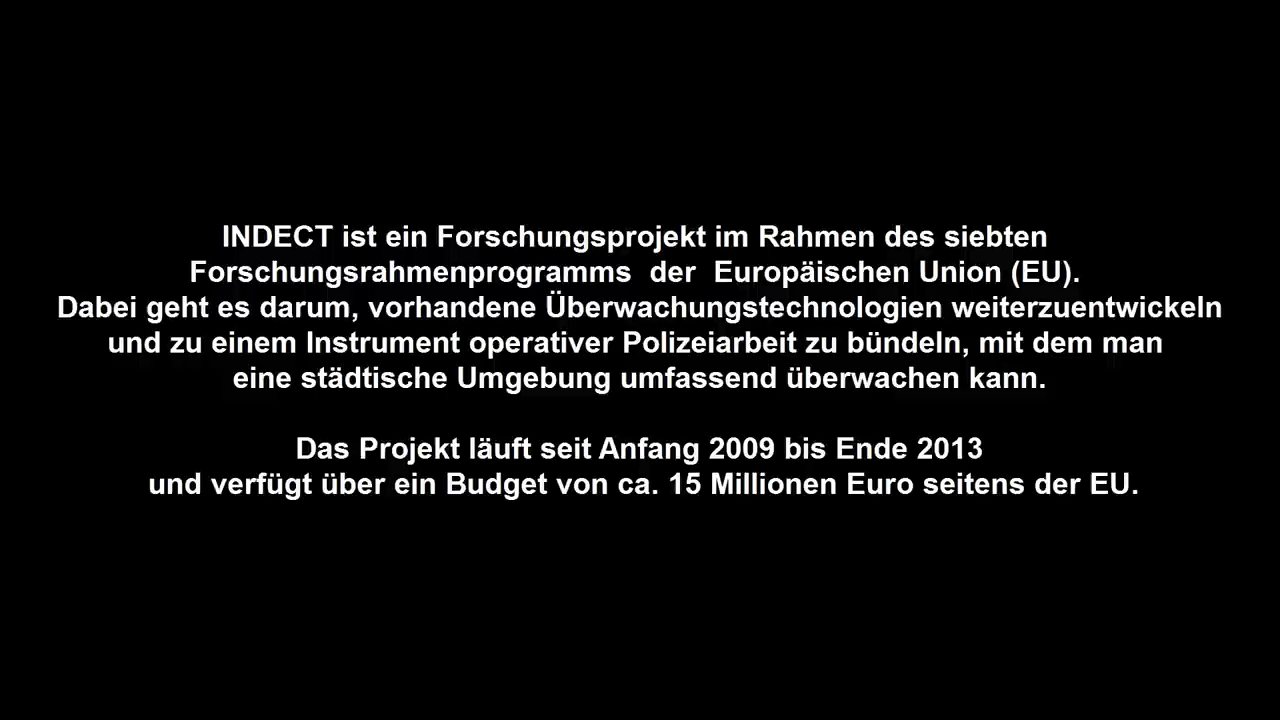 INDECT ist ein Forschungsprojekt im Rahmen des siebten
Forschungsrahmenprogramms der Europäischen Union (EU).
Dabei geht es darum, vorhandene Überwachungstechnologien weiterzuentwickeln
und zu einem Instrument operativer Polizeiarbeit zu bündeln, mit dem man
eine städtische Umgebung umfassend überwachen kann.
Das Projekt läuft seit Anfang 2009 bis Ende 2013
und verfügt über ein Budget von ca. 15 Millionen Euro seitens der EU.